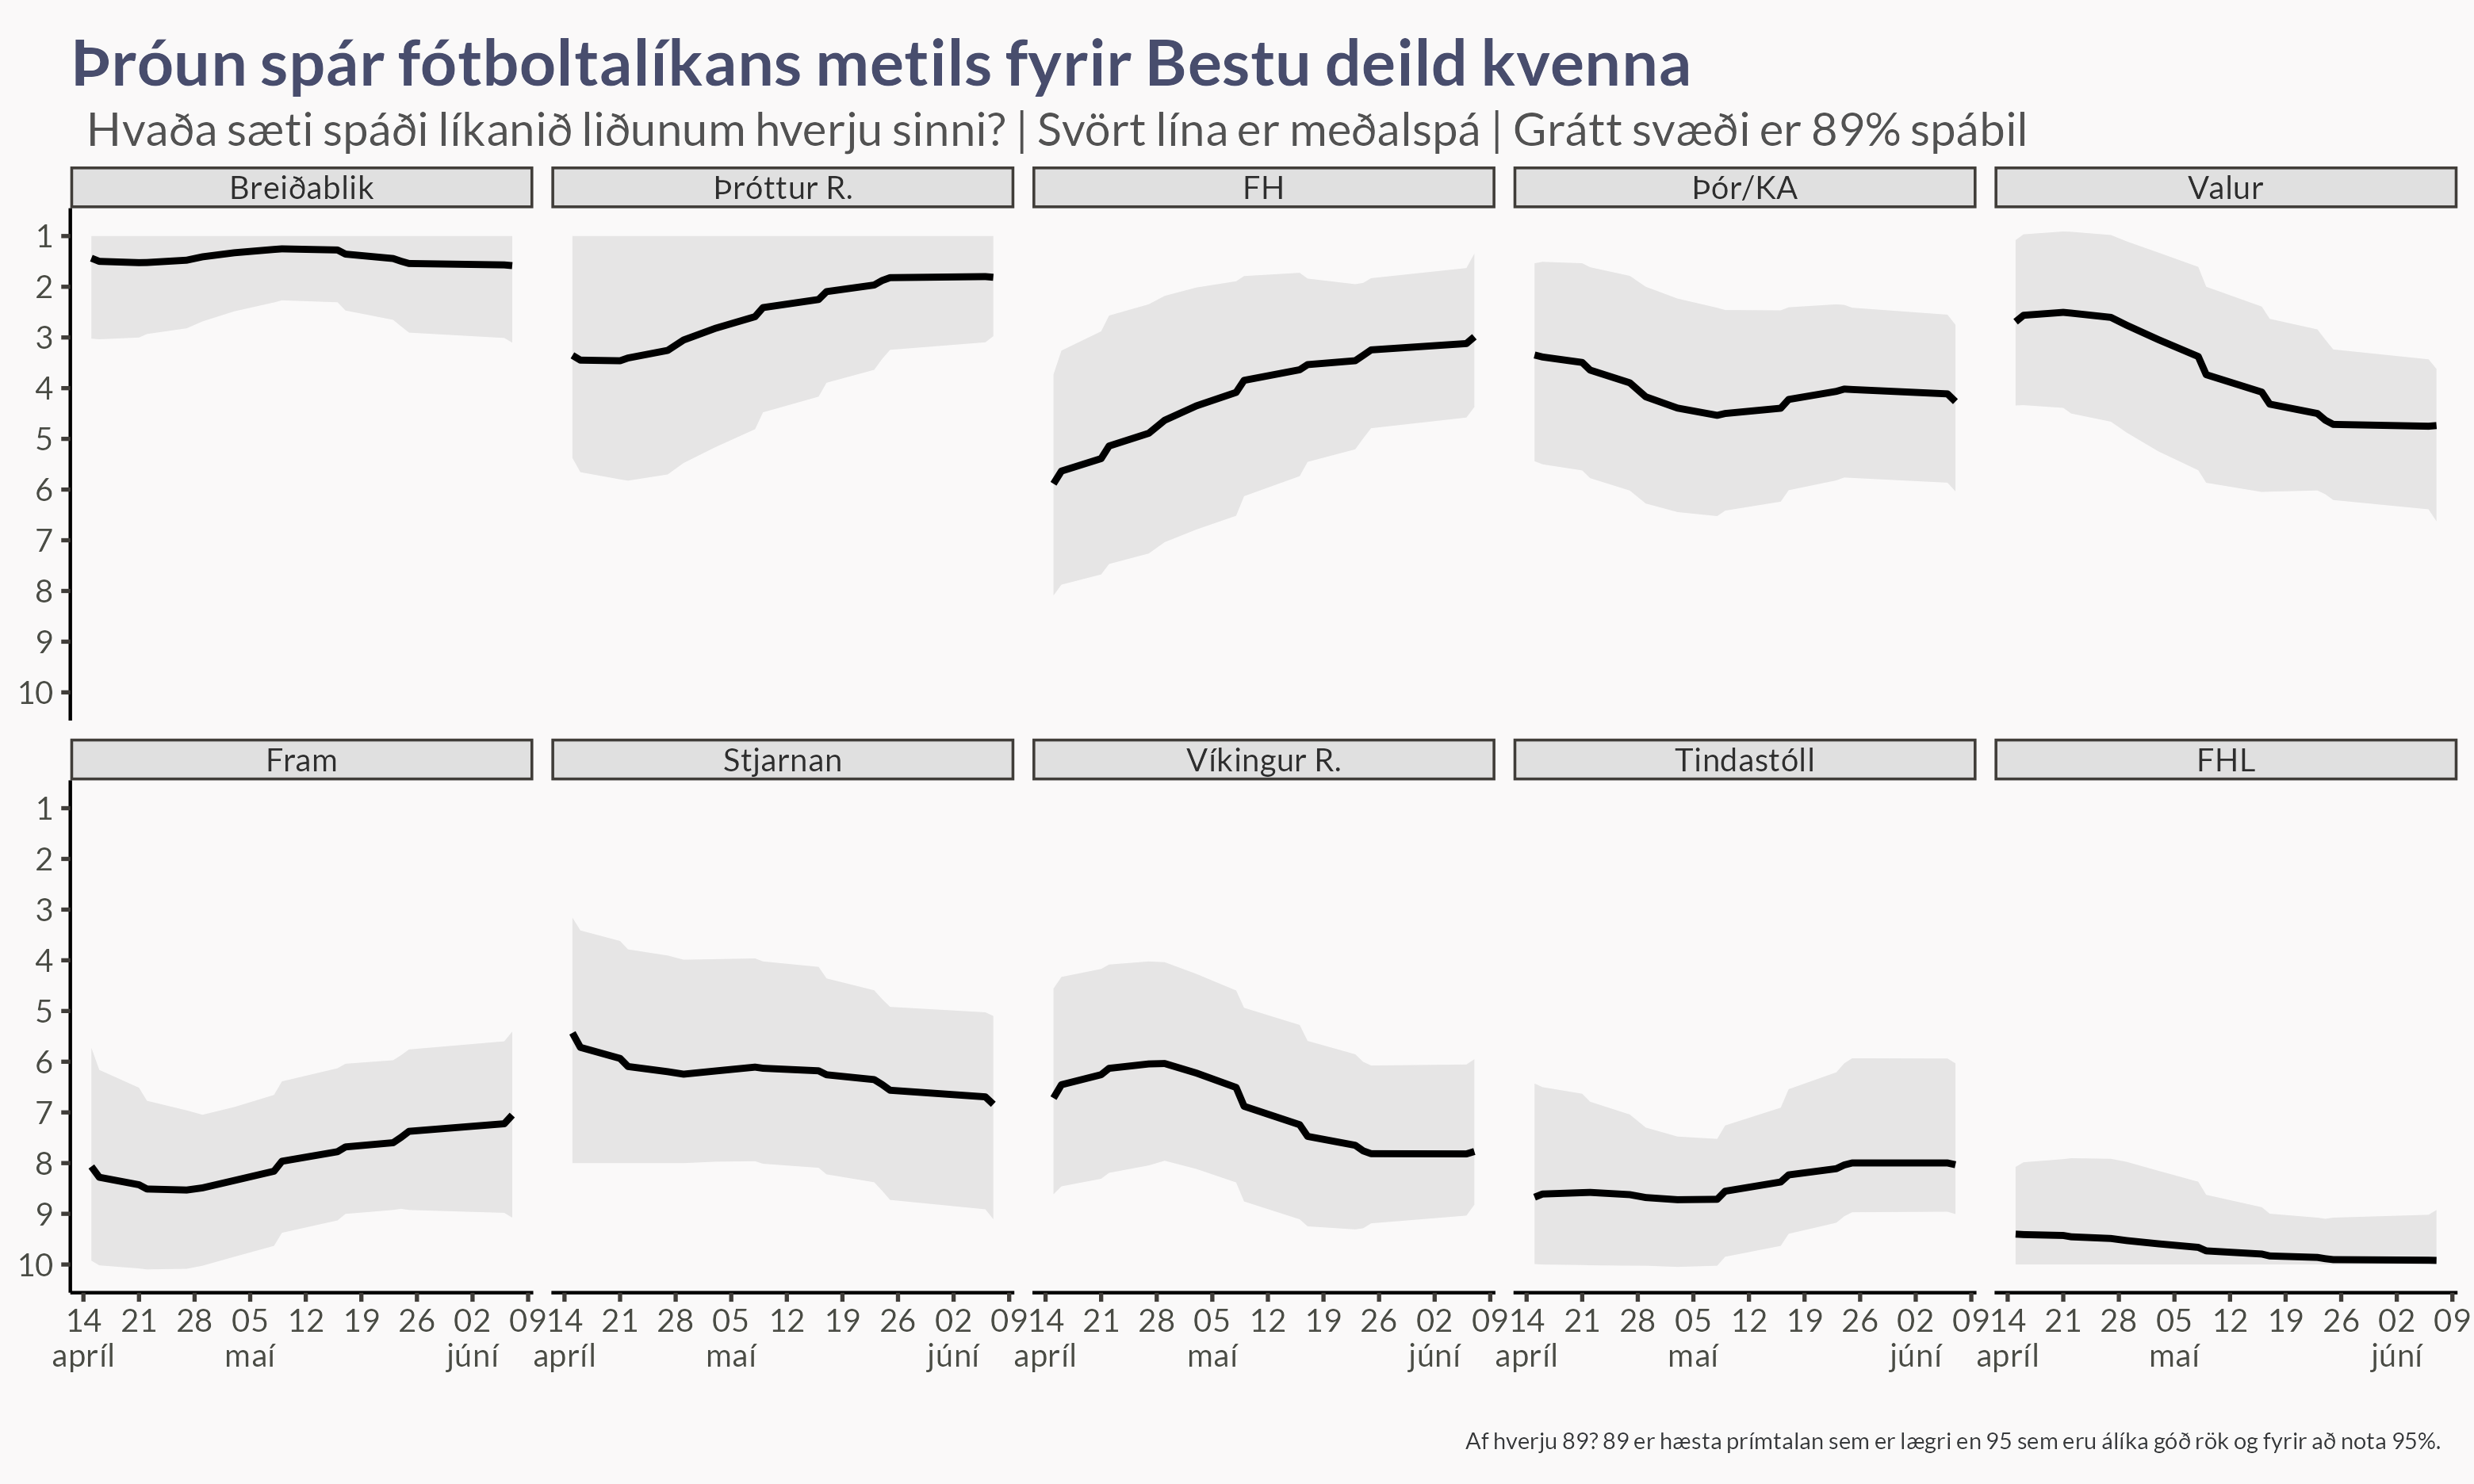 Þróun spár fótboltalíkans metils fyrir Bestu deild kvenna
Hvaða sæti spáði líkanið liðunum hverju sinni? | Svört lína er meðalspá | Grátt svæði er 89% spábil
Breiðablik
Þróttur R.
FH
Þór/KA
Valur
1
2
3
4
5
6
7
8
9
10
Fram
Stjarnan
Víkingur R.
Tindastóll
FHL
1
2
3
4
5
6
7
8
9
10
14 21 28 05 12 19 26 02 09
apríl maí júní
14 21 28 05 12 19 26 02 09
apríl maí júní
14 21 28 05 12 19 26 02 09
apríl maí júní
14 21 28 05 12 19 26 02 09
apríl maí júní
14 21 28 05 12 19 26 02 09
apríl maí júní
Af hverju 89? 89 er hæsta prímtalan sem er lægri en 95 sem eru álíka góð rök og fyrir að nota 95%.